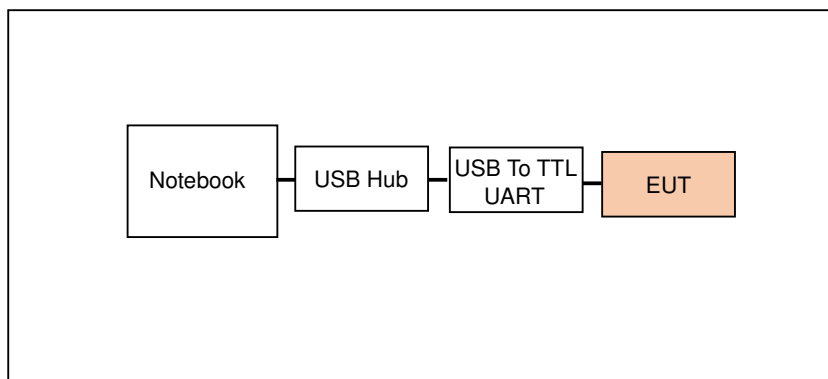 Notebook
USB Hub
USB To TTL
UART
EUT